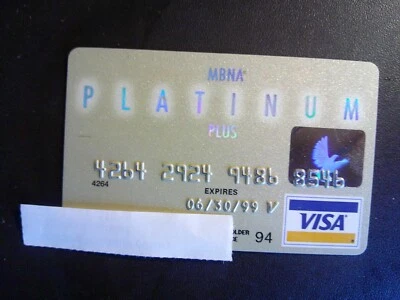 MBNA®
PLATINUM
PLUS
4264 2924 9486 8546
4264
EXPIRES
06/30/99 V
VISA
94